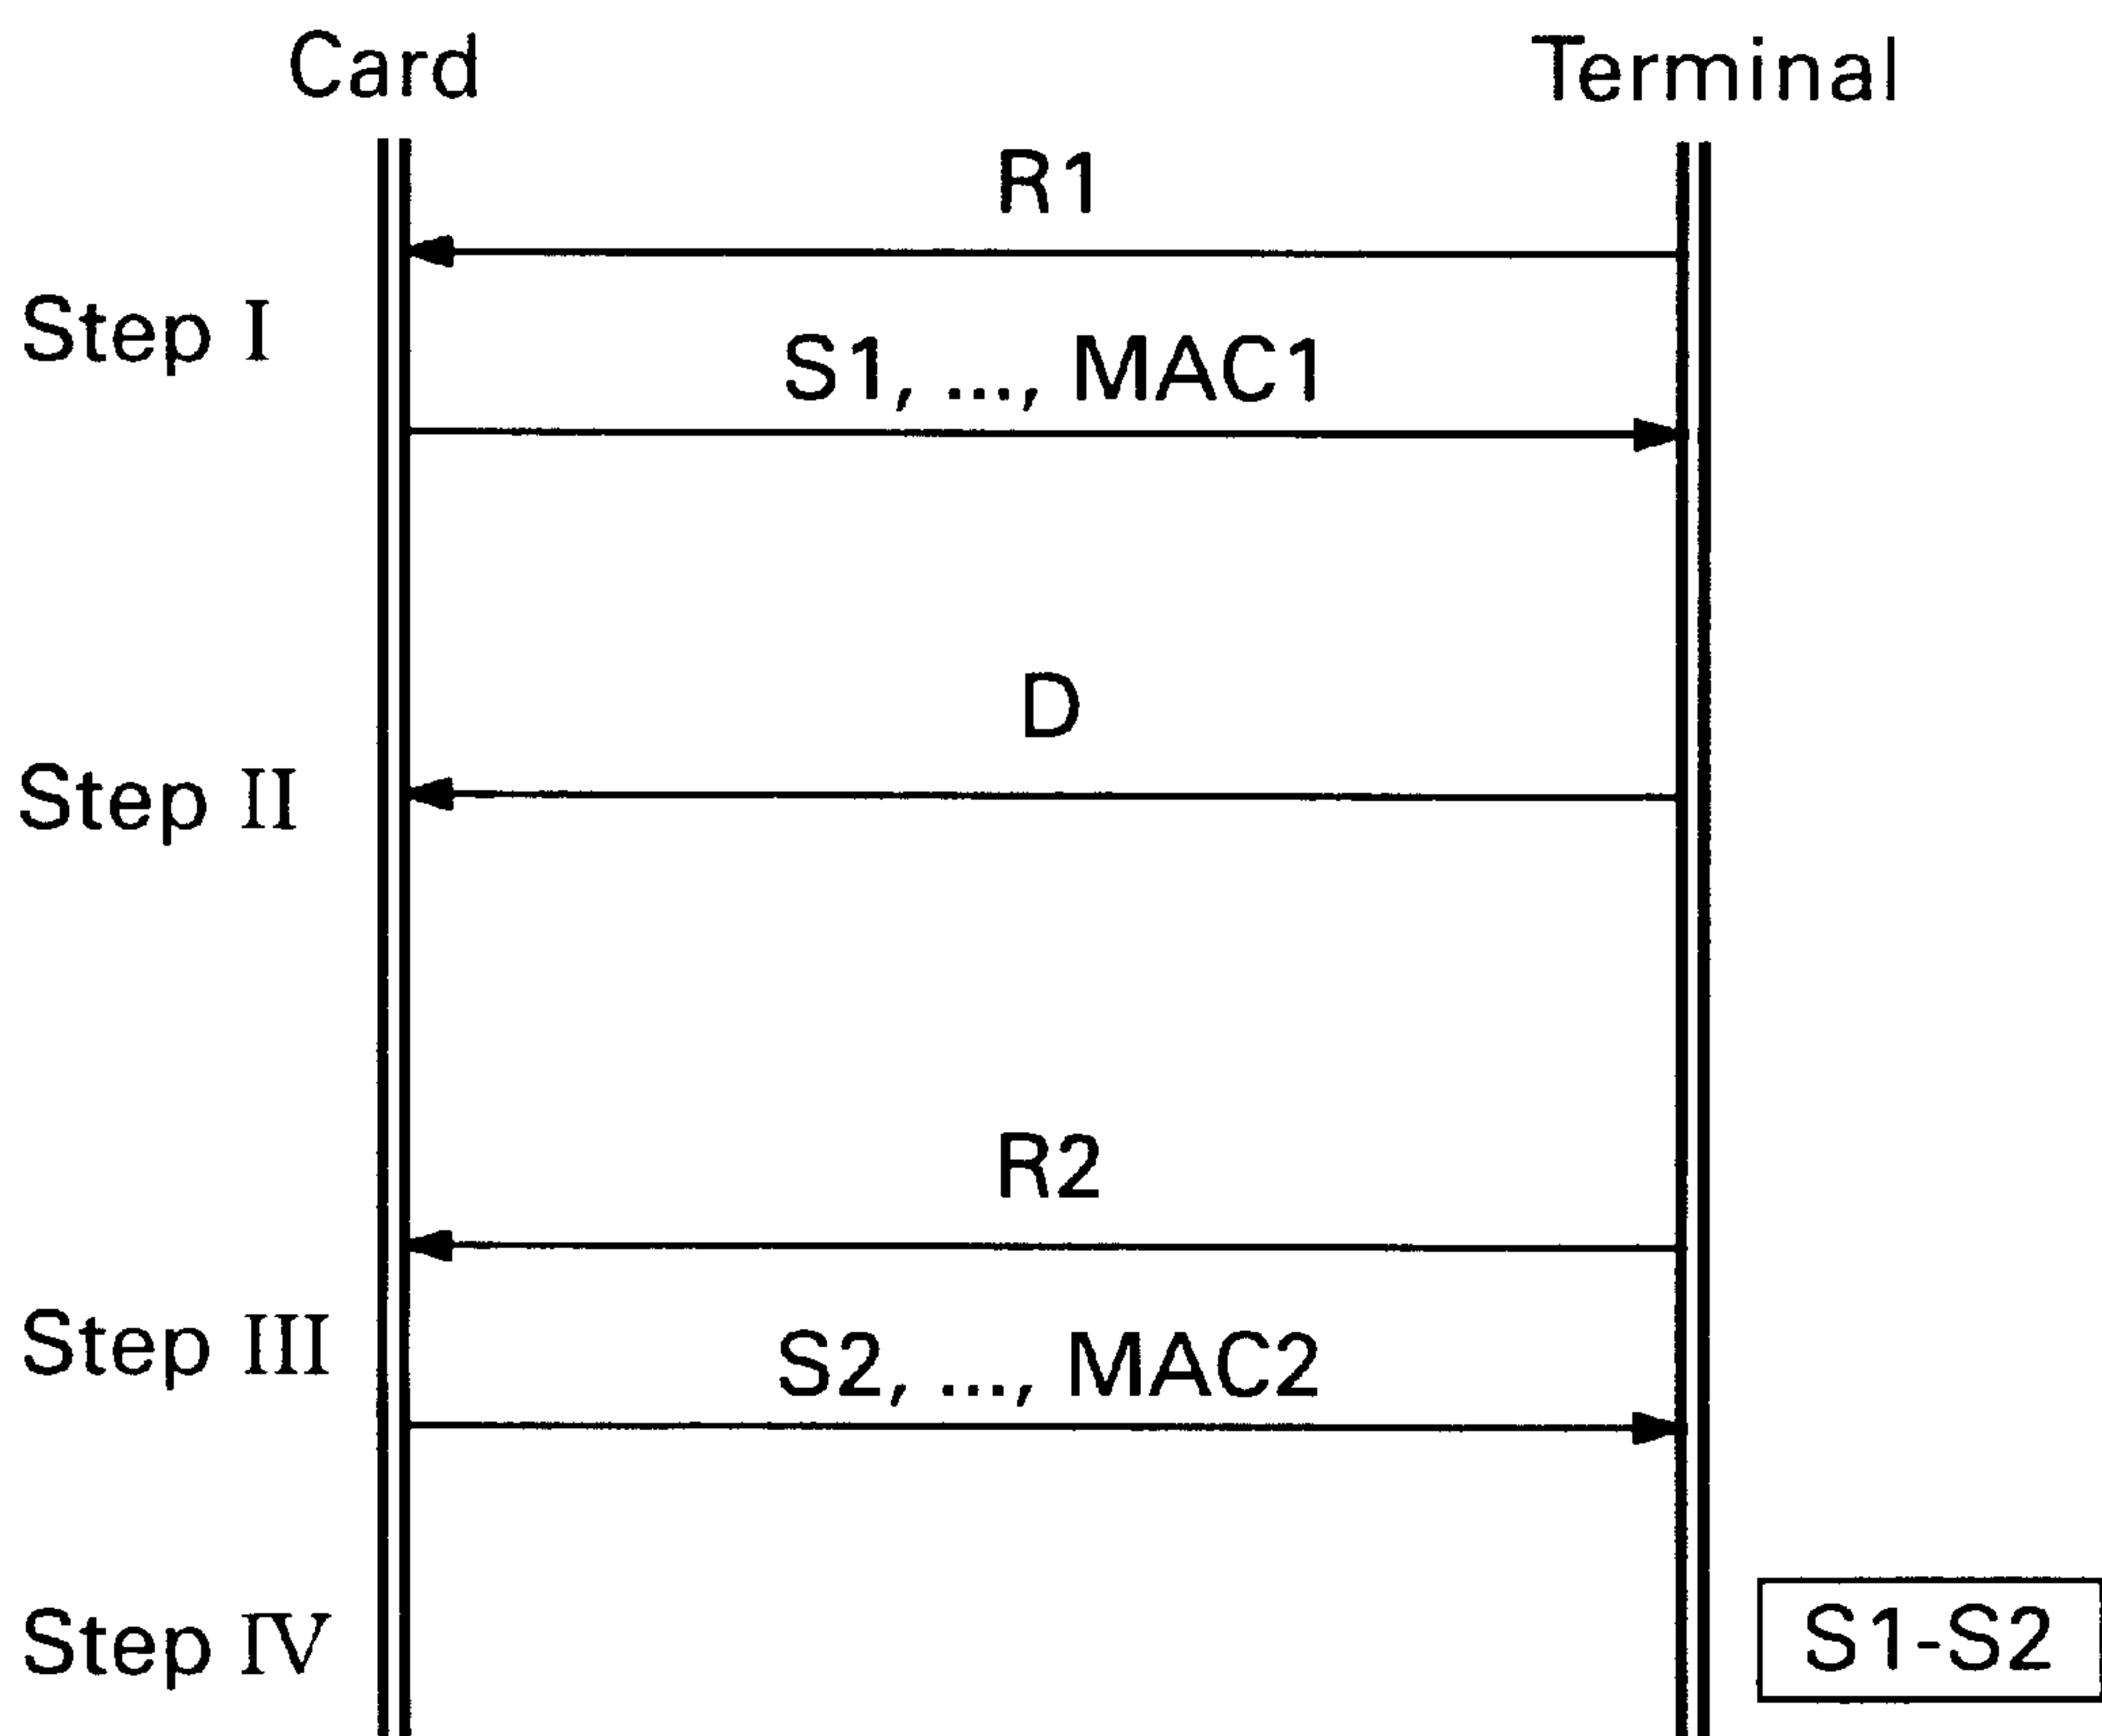 Card
Terminal
R1
Step I
S1, ..., MAC1
D
Step II
R2
Step III
S2, ..., MAC2
Step IV
S1-S2